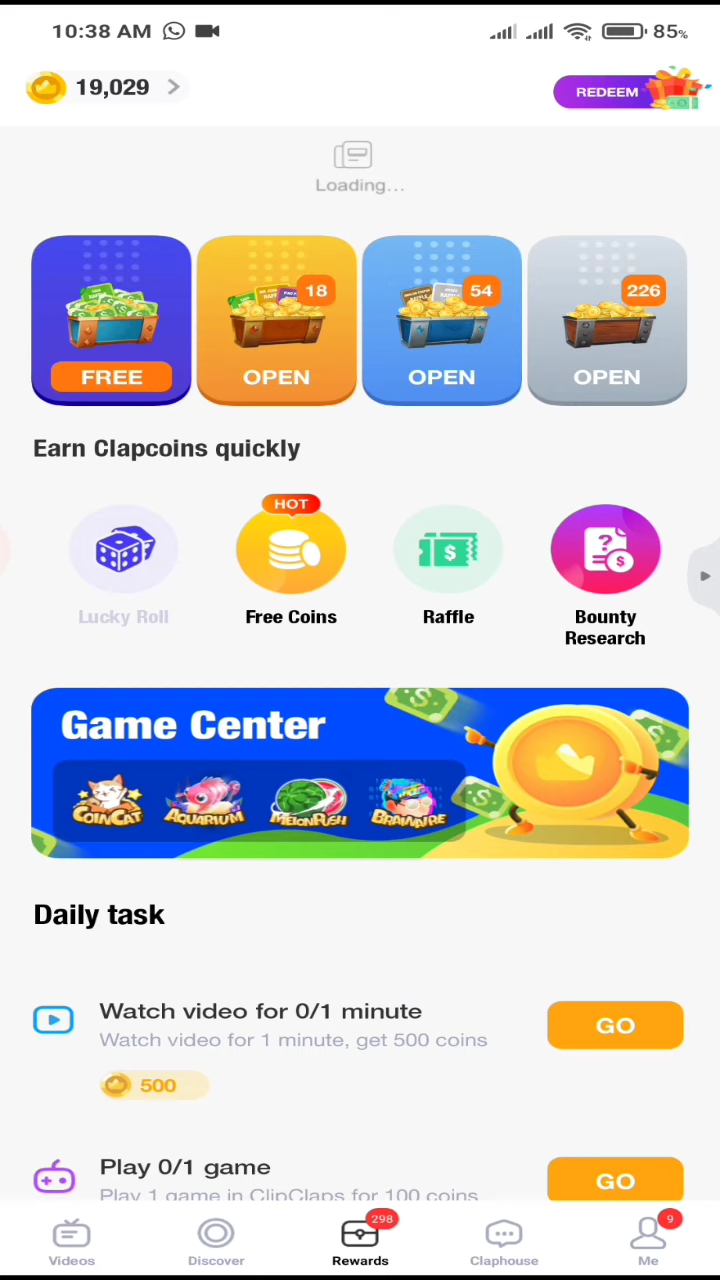 10:38 AM
85%
19,029
REDEEM
Loading...
18
54
226
FREE
OPEN
OPEN
OPEN
Earn Clapcoins quickly
HOT
Lucky Roll
Free Coins
Raffle
Bounty
Research
Game Center
COINCAT
AQUARIUM
MELONPUSH
BRAINAIRE
Daily task
Watch video for 0/1 minute
Watch video for 1 minute, get 500 coins
GO
500
Play 0/1 game
Play 1 game in ClipClaps for 100 coins
GO
298
9
Videos
Discover
Rewards
Claphouse
Me